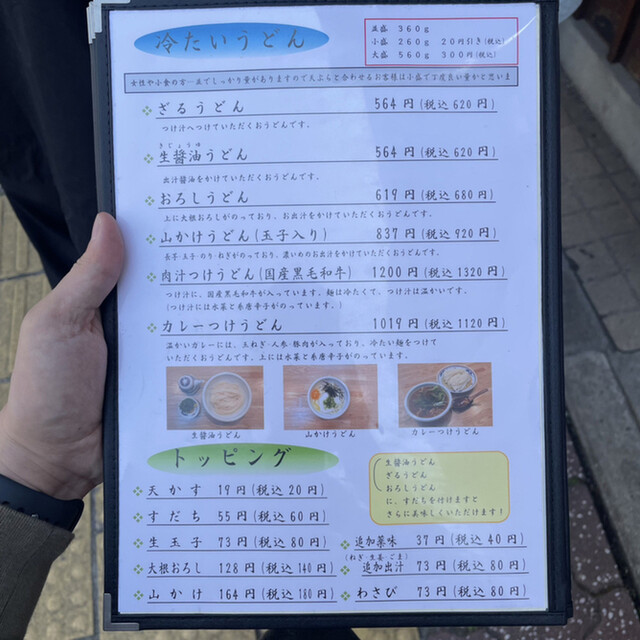 冷たいうどん
並盛 360g
小盛 260g 20円引き(税込)
大盛 560g 300円(税込)
女性や小食の方…並でしっかり量がありますので天ぷらと合わせるお客様は小盛で丁度良い量かと思いま
ざるうどん 564円(税込620円)
つけ汁へつけていただくおうどんです。
きじょうゆ
生醬油うどん 564円(税込620円)
出汁醬油をかけていただくおうどんです。
おろしうどん 619円(税込680円)
上に大根おろしがのっており、お出汁をかけていただくおうどんです。
山かけうどん(玉子入り) 837円(税込920円)
長芋·玉子·のり·ねぎがのっており、濃いめのお出汁をかけていただくおうどんです。
肉汁つけうどん(国産黒毛和牛) 1200円(税込1320円)
つけ汁に、国産黒毛和牛が入っています。麺は冷たくて、つけ汁は温かいです。
(つけ汁には水菜と糸唐辛子がのっています。)
カレーつけうどん 1019円(税込1120円)
温かいカレーには、玉ねぎ·人参·豚肉が入っており、冷たい麺をつけて
いただくおうどんです。上には水菜と糸唐辛子がのっています。
生醬油うどん
山かけうどん
カレーつけうどん
トッピング
天かす 19円(税込20円)
すだち 55円(税込60円)
生玉子 73円(税込80円)
大根おろし 128円(税込140円)
山かけ 164円(税込180円)
生醬油うどん
ざるうどん
おろしうどん
に、すだちを付けますと
さらに美味しくいただけます!
追加薬味 37円(税込40円)
(ねぎ·生姜·ごま)
追加出汁 73円(税込80円)
わさび 73円(税込80円)